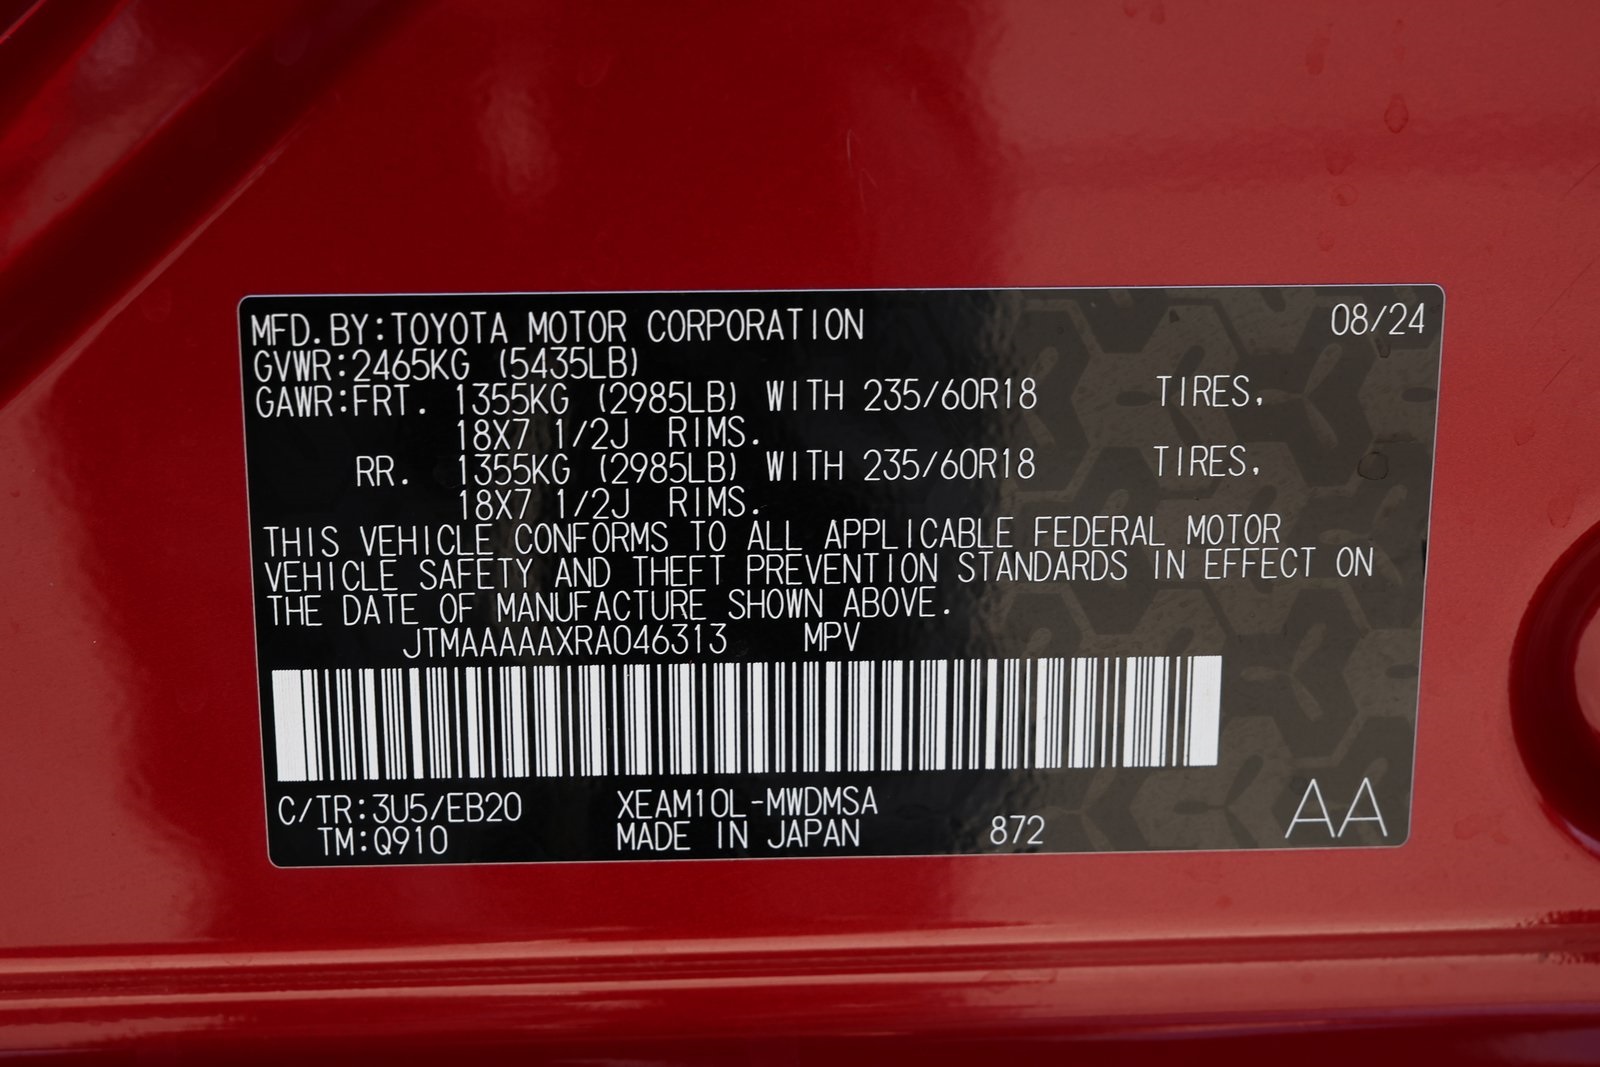 MFD.BY:TOYOTA MOTOR CORPORATION 08/24
GVWR:2465KG (5435LB)
GAWR:FRT. 1355KG (2985LB) WITH 235/60R18 TIRES,
18X7 1/2J RIMS.
RR. 1355KG (2985LB) WITH 235/60R18 TIRES,
18X7 1/2J RIMS.
THIS VEHICLE CONFORMS TO ALL APPLICABLE FEDERAL MOTOR
VEHICLE SAFETY AND THEFT PREVENTION STANDARDS IN EFFECT ON
THE DATE OF MANUFACTURE SHOWN ABOVE.
JTMAAAAAXRA046313 MPV
C/TR:3U5/EB20 XEAM10L-MWDMSA
TM:Q910 MADE IN JAPAN 872 AA